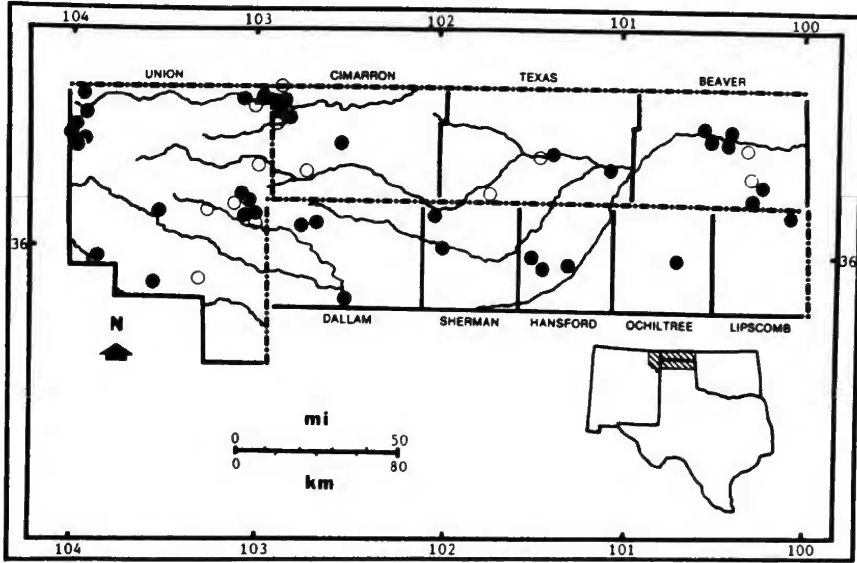 104 103 102 101 100
UNION CIMARRON TEXAS BEAVER
36 36
DALLAM SHERMAN HANSFORD OCHILTREE LIPSCOMB
N
mi
0 50
0 80
km
104 103 102 101 100